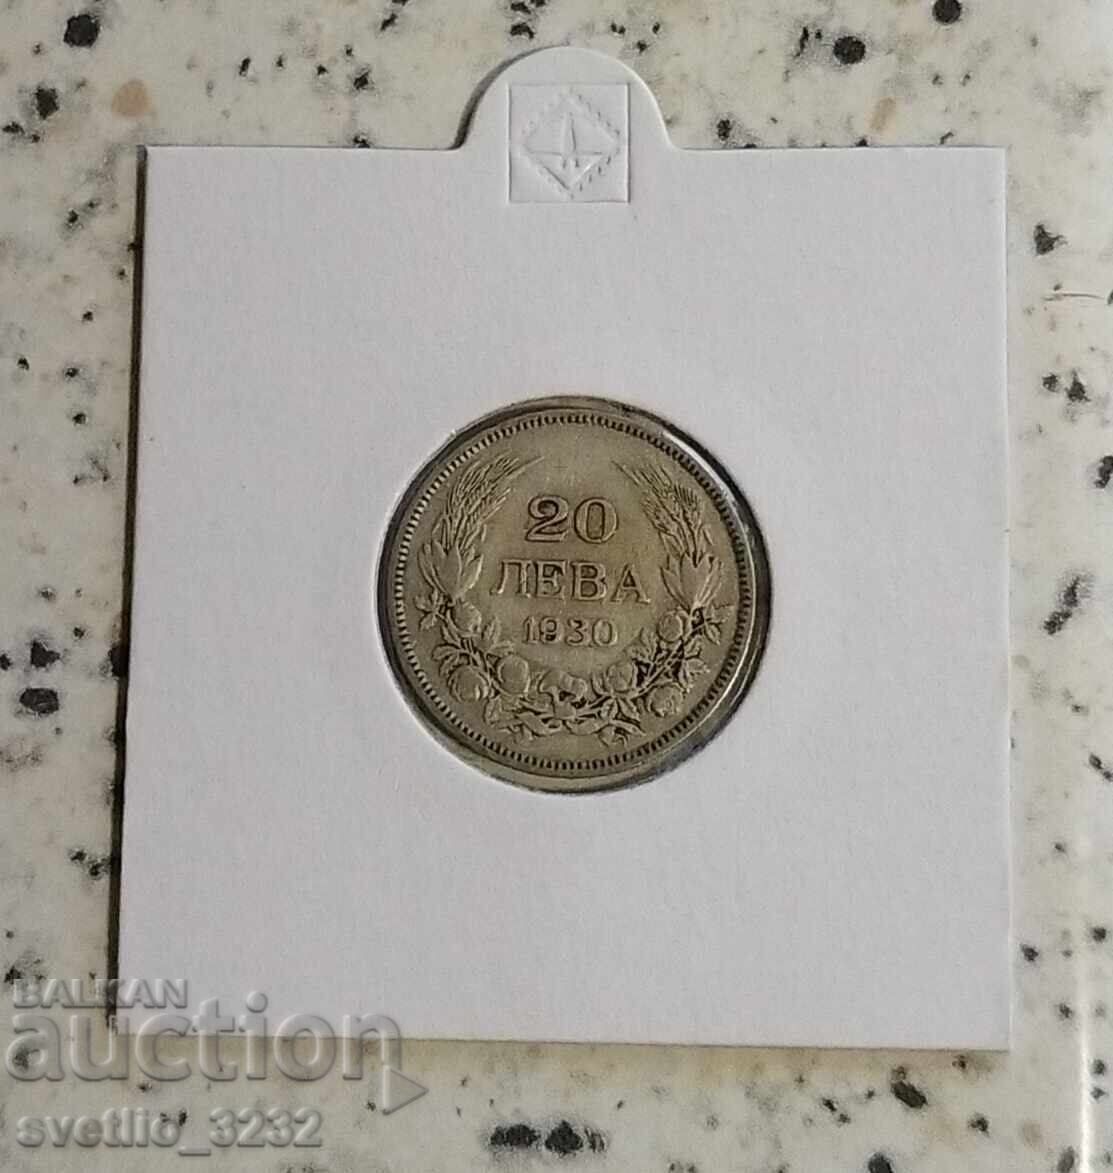 20
ЛЕВА
1930
BALKAN
auction
svetlio_3232